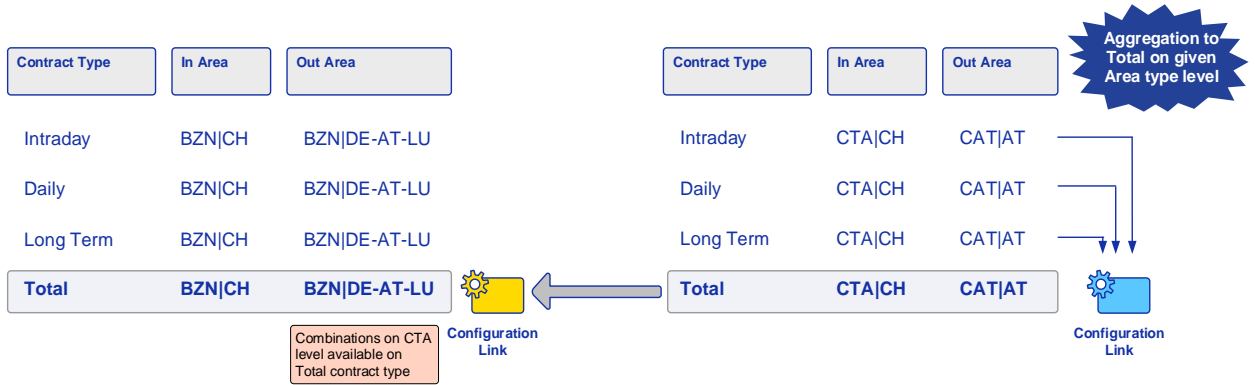 Contract Type In Area Out Area
Intraday BZN|CH BZN|DE-AT-LU
Daily BZN|CH BZN|DE-AT-LU
Long Term BZN|CH BZN|DE-AT-LU
Total BZN|CH BZN|DE-AT-LU
Combinations on CTA
level available on
Total contract type
Configuration
Link
Contract Type In Area Out Area
Intraday CTA|CH CAT|AT
Daily CTA|CH CAT|AT
Long Term CTA|CH CAT|AT
Total CTA|CH CAT|AT
Aggregation to
Total on given
Area type level
Configuration
Link